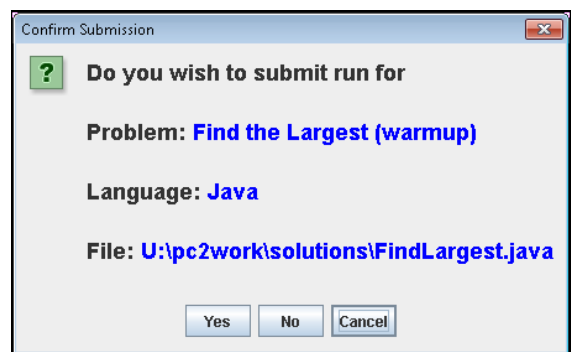 Confirm Submission
?
Do you wish to submit run for
Problem: Find the Largest (warmup)
Language: Java
File: U:\pc2work\solutions\FindLargest.java
Yes No Cancel